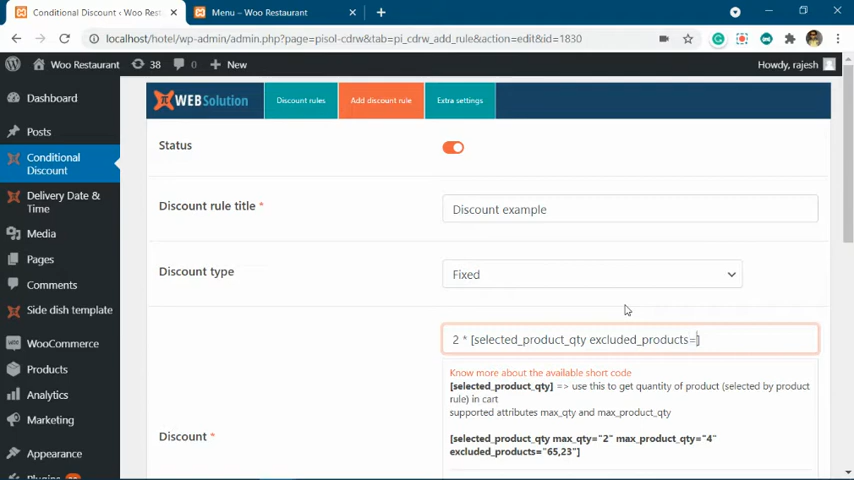 Conditional Discount ‹ Woo Rest
Menu – Woo Restaurant
localhost/hotel/wp-admin/admin.php?page=pisol-cdrw&tab=pi_cdrw_add_rule&action=edit&id=1830
Woo Restaurant
38
0
New
Howdy, rajesh
Dashboard
Posts
Conditional
Discount
Delivery Date &
Time
Media
Pages
Comments
Side dish template
WooCommerce
Products
Analytics
Marketing
Appearance
Plugins
WEBSolution
Discount rules
Add discount rule
Extra settings
Status
Discount rule title *
Discount example
Discount type
Fixed
2 * [selected_product_qty excluded_products=]
Know more about the available short code
[selected_product_qty] => use this to get quantity of product (selected by product
rule) in cart
supported attributes max_qty and max_product_qty
Discount *
[selected_product_qty max_qty="2" max_product_qty="4"
excluded_products="65,23"]